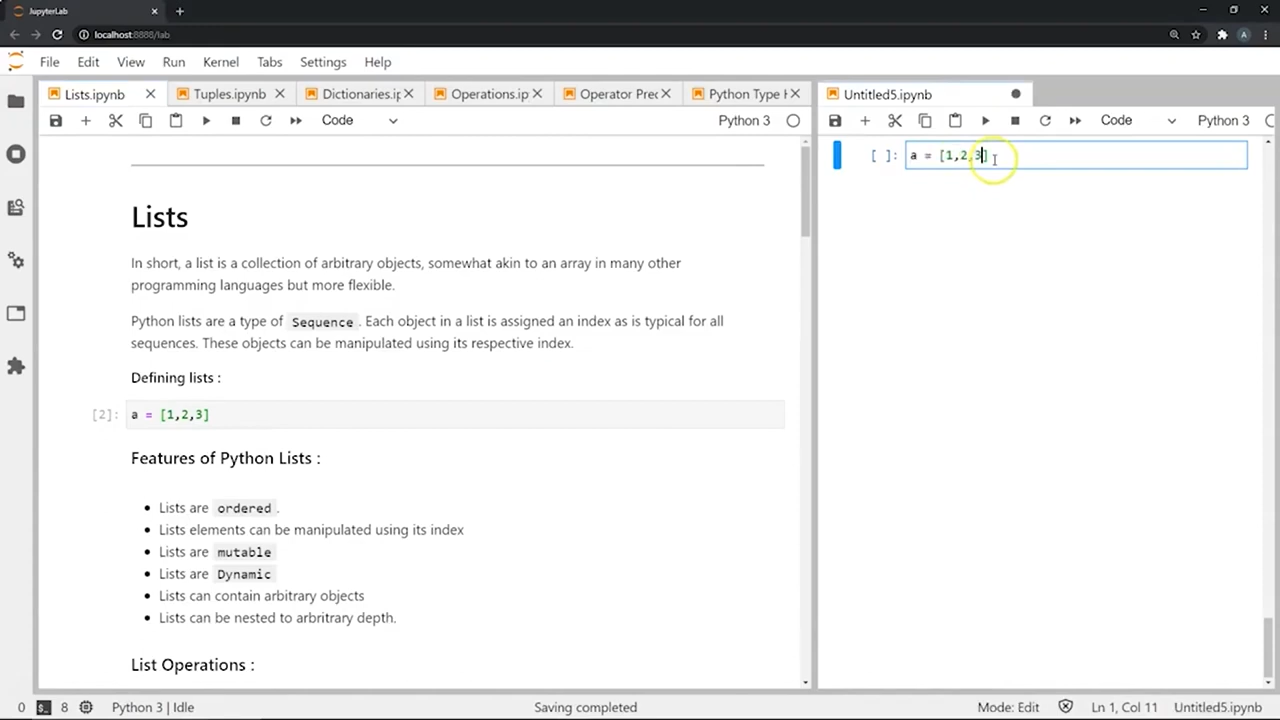 JupyterLab
localhost:8888/lab
A
File Edit View Run Kernel Tabs Settings Help
Lists.ipynb Tuples.ipynb Dictionaries.ip Operations.ip Operator Prec Python Type H Untitled5.ipynb
Code Python 3 Code Python 3
[ ]: a = [1,2,3]
Lists
In short, a list is a collection of arbitrary objects, somewhat akin to an array in many other
programming languages but more flexible.
Python lists are a type of Sequence . Each object in a list is assigned an index as is typical for all
sequences. These objects can be manipulated using its respective index.
Defining lists :
[2]: a = [1,2,3]
Features of Python Lists :
• Lists are ordered .
• Lists elements can be manipulated using its index
• Lists are mutable
• Lists are Dynamic
• Lists can contain arbitrary objects
• Lists can be nested to arbritrary depth.
List Operations :
0 $_ 8 Python 3 | Idle Saving completed Mode: Edit Ln 1, Col 11 Untitled5.ipynb